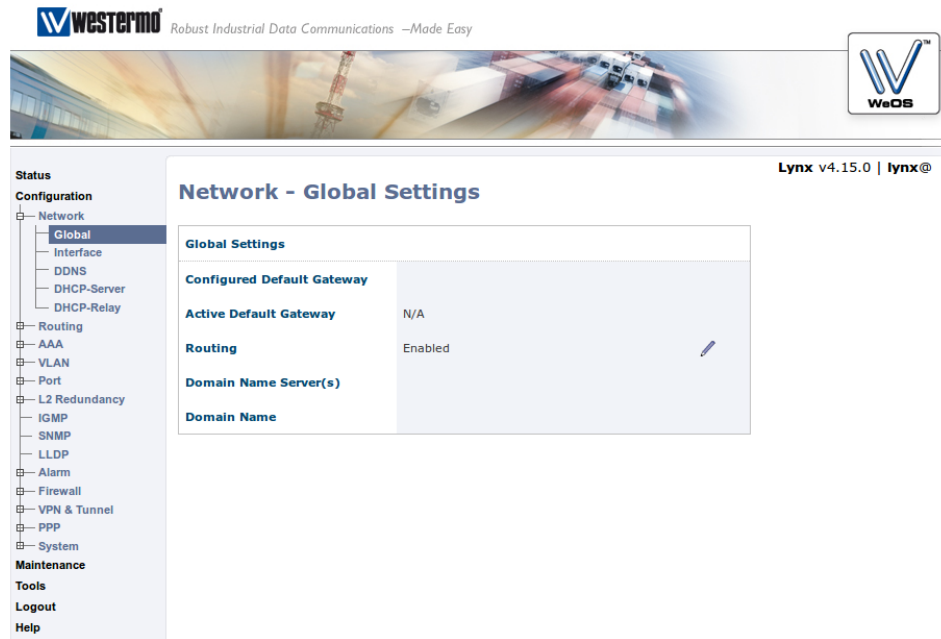 westermo Robust Industrial Data Communications –Made Easy
W TM
WeOS
Lynx v4.15.0 | lynx@
Status
Configuration
Network
Global
Interface
DDNS
DHCP-Server
DHCP-Relay
Routing
AAA
VLAN
Port
L2 Redundancy
IGMP
SNMP
LLDP
Alarm
Firewall
VPN & Tunnel
PPP
System
Maintenance
Tools
Logout
Help
Network - Global Settings
Global Settings
Configured Default Gateway
Active Default Gateway N/A
Routing Enabled
Domain Name Server(s)
Domain Name